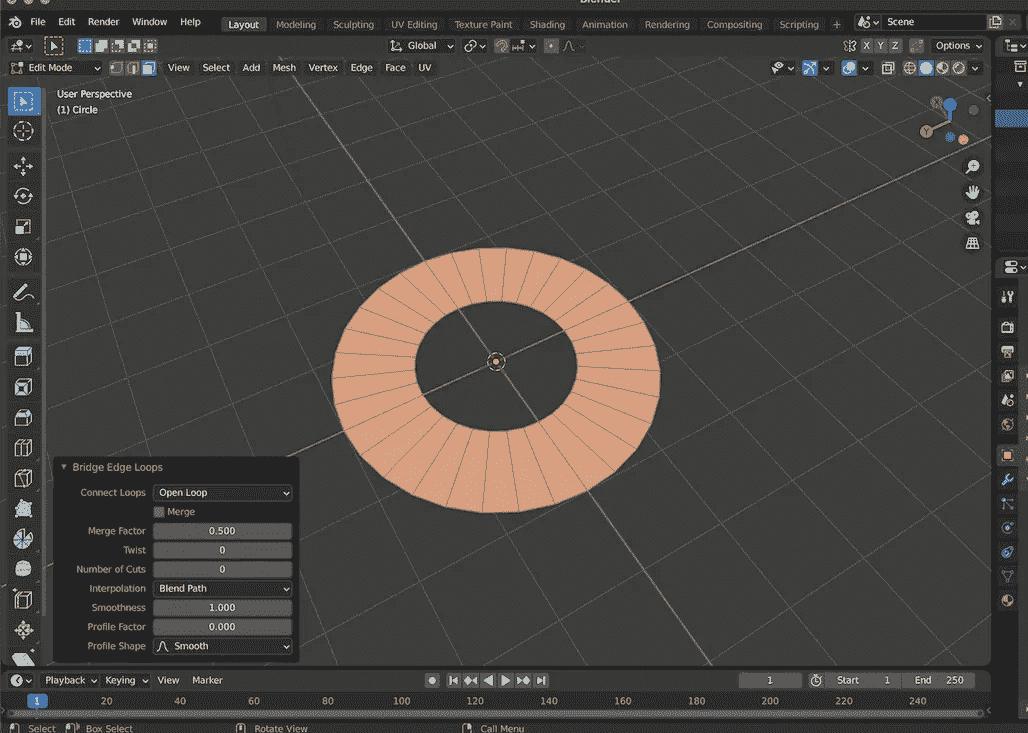 Blender
File Edit Render Window Help Layout Modeling Sculpting UV Editing Texture Paint Shading Animation Rendering Compositing Scripting + Scene
Global X Y Z Options
Edit Mode View Select Add Mesh Vertex Edge Face UV
User Perspective
(1) Circle
X
Y
Bridge Edge Loops
Connect Loops Open Loop
Merge
Merge Factor 0.500
Twist 0
Number of Cuts 0
Interpolation Blend Path
Smoothness 1.000
Profile Factor 0.000
Profile Shape Smooth
Playback Keying View Marker 1 Start 1 End 250
1 20 40 60 80 100 120 140 160 180 200 220 240
Select Box Select Rotate View Call Menu